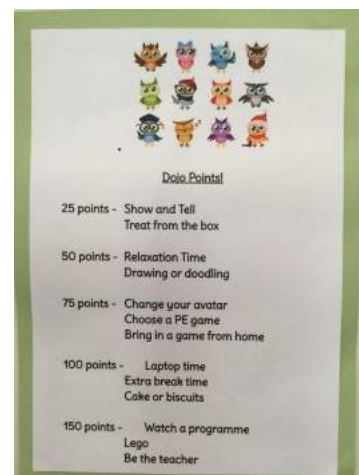 Dojo Points!
25 points - Show and Tell
Treat from the box
50 points - Relaxation Time
Drawing or doodling
75 points - Change your avatar
Choose a PE game
Bring in a game from home
100 points - Laptop time
Extra break time
Cake or biscuits
150 points - Watch a programme
Lego
Be the teacher